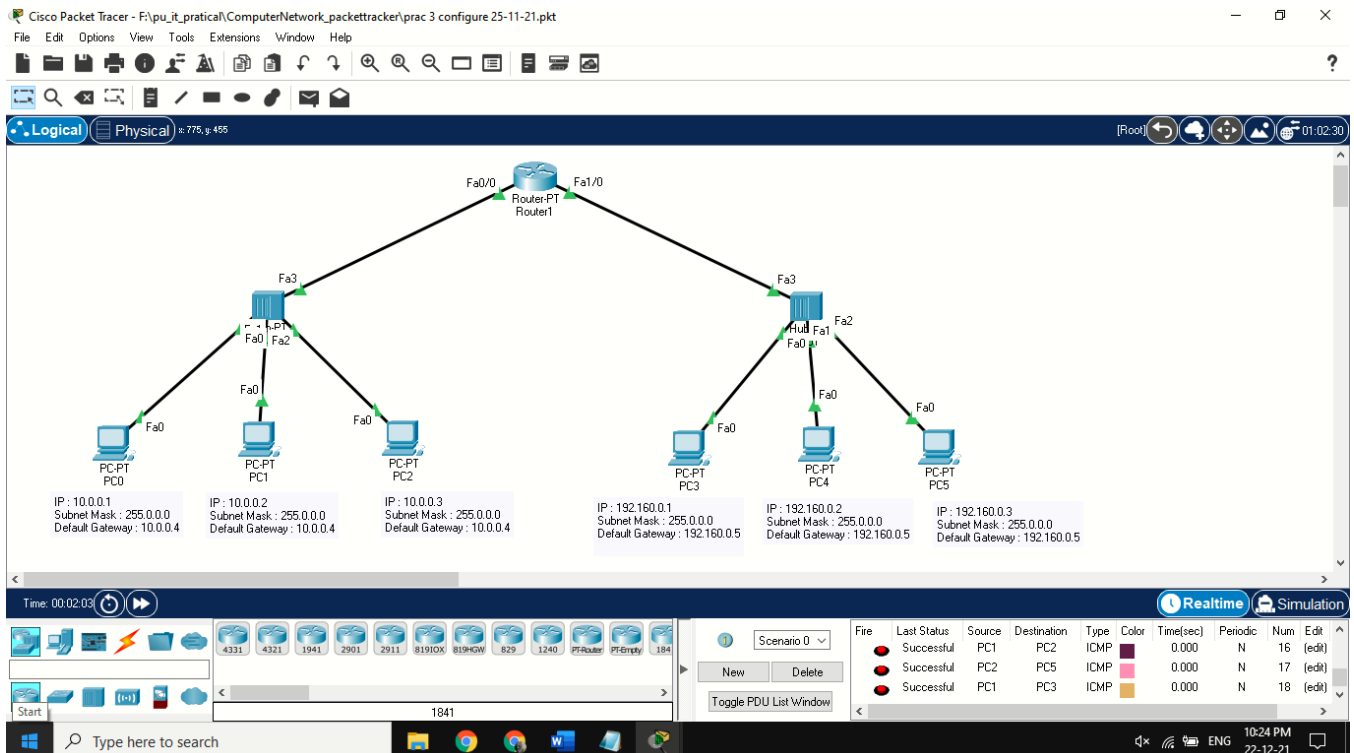 Cisco Packet Tracer - F:\pu_it_pratical\ComputerNetwork_packettracker\prac 3 configure 25-11-21.pkt
File Edit Options View Tools Extensions Window Help
?
Logical Physical x: 775, y: 455 [Root] 01:02:30
Fa0/0 Fa1/0
Router-PT
Router1
Fa3 Fa3
Fa2
Hub Fa1
Fa0 Fa2 Fa0
Fa0 Fa0 Fa0
Fa0 Fa0 Fa0
PC-PT PC-PT PC-PT PC-PT PC-PT PC-PT
PC0 PC1 PC2 PC3 PC4 PC5
IP : 10.0.0.1
Subnet Mask : 255.0.0.0
Default Gateway : 10.0.0.4
IP : 10.0.0.2
Subnet Mask : 255.0.0.0
Default Gateway : 10.0.0.4
IP : 10.0.0.3
Subnet Mask : 255.0.0.0
Default Gateway : 10.0.0.4
IP : 192.160.0.1
Subnet Mask : 255.0.0.0
Default Gateway : 192.160.0.5
IP : 192.160.0.2
Subnet Mask : 255.0.0.0
Default Gateway : 192.160.0.5
IP : 192.160.0.3
Subnet Mask : 255.0.0.0
Default Gateway : 192.160.0.5
Time: 00:02:03 Realtime Simulation
4331 4321 1941 2901 2911 819IOX 819HGW 829 1240 PT-Router PT-Empty 184
1841
Start
Scenario 0
New Delete
Toggle PDU List Window
Fire Last Status Source Destination Type Color Time(sec) Periodic Num Edit
Successful PC1 PC2 ICMP 0.000 N 16 (edit)
Successful PC2 PC5 ICMP 0.000 N 17 (edit)
Successful PC1 PC3 ICMP 0.000 N 18 (edit)
Type here to search
ENG
10:24 PM
22-12-21